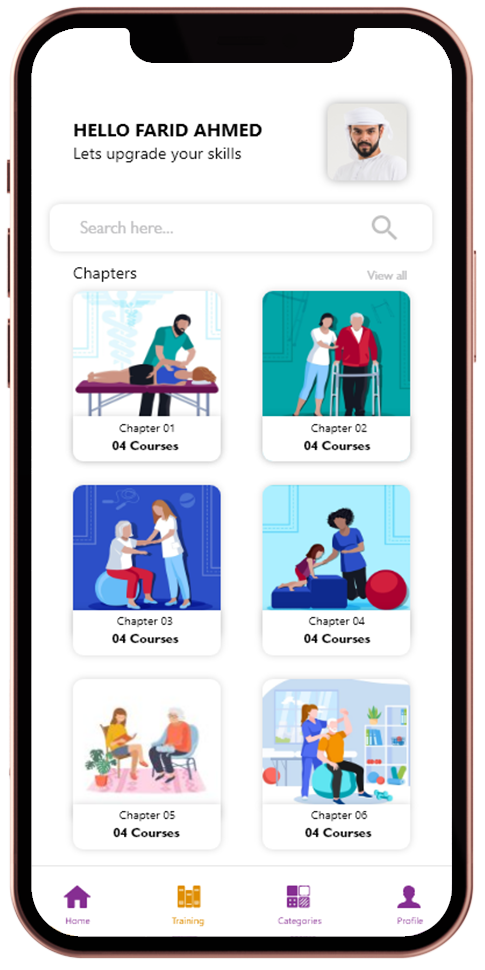 HELLO FARID AHMED
Lets upgrade your skills
Search here...
Chapters
View all
Chapter 01
04 Courses
Chapter 02
04 Courses
Chapter 03
04 Courses
Chapter 04
04 Courses
Chapter 05
04 Courses
Chapter 06
04 Courses
Home
Training
Categories
Profile